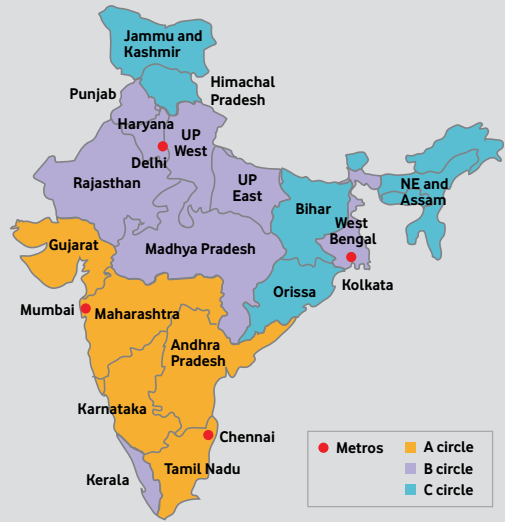 Jammu and
Kashmir
Himachal
Pradesh
Punjab
Haryana
UP
West
Delhi
Rajasthan
UP
East
NE and
Assam
Bihar
West
Bengal
Gujarat
Madhya Pradesh
Kolkata
Orissa
Mumbai
Maharashtra
Andhra
Pradesh
Karnataka
Chennai
Kerala
Tamil Nadu
Metros
A circle
B circle
C circle